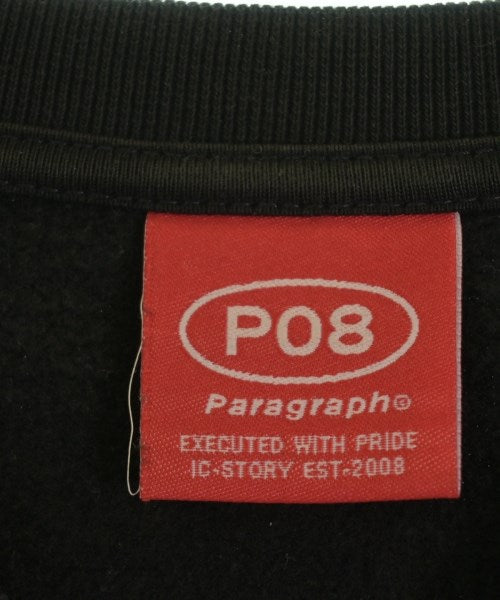 P08
Paragraph©
EXECUTED WITH PRIDE
IC-STORY EST-2008